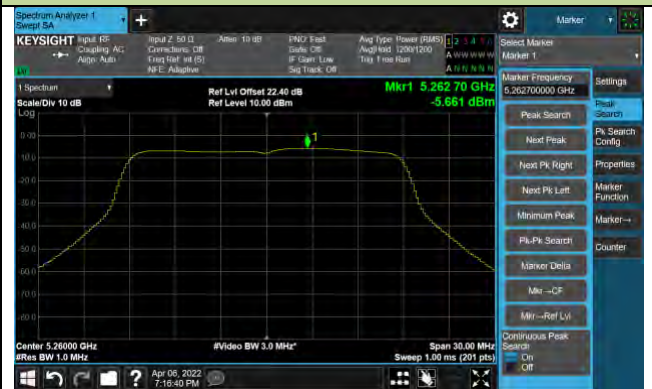 Spectrum Analyzer 1
Swept SA
Marker
KEYSIGHT Input: RF
Coupling: AC
Align: Auto
Input Z: 50 Ω
Corrections: Off
Freq Ref: Int (S)
NFE: Adaptive
Atten: 10 dB
PNO: Fast
Gate: Off
IF Gain: Low
Sig Track: Off
Avg Type: Power (RMS)
Avg|Hold: 1200/1200
Trig: Free Run
1 2 3 4 5 6
A W W W W W
A N N N N N
Select Marker
Marker 1
1 Spectrum
Scale/Div 10 dB
Log
Ref Lvl Offset 22.40 dB
Ref Level 10.00 dBm
Mkr1 5.262 70 GHz
-5.661 dBm
1
0.00
-10.0
-30.0
-40.0
-50.0
-60.0
Center 5.26000 GHz
#Res BW 1.0 MHz
#Video BW 3.0 MHz*
Span 30.00 MHz
Sweep 1.00 ms (201 pts)
Marker Frequency
5.262700000 GHz
Peak Search
Next Peak
Next Pk Right
Next Pk Left
Minimum Peak
Pk-Pk Search
Marker Delta
Mkr→CF
Mkr→Ref Lvl
Continuous Peak
Search
On
Off
Settings
Peak
Search
Pk Search
Config
Properties
Marker
Function
Marker→
Counter
?
Apr 06, 2022
7:16:40 PM